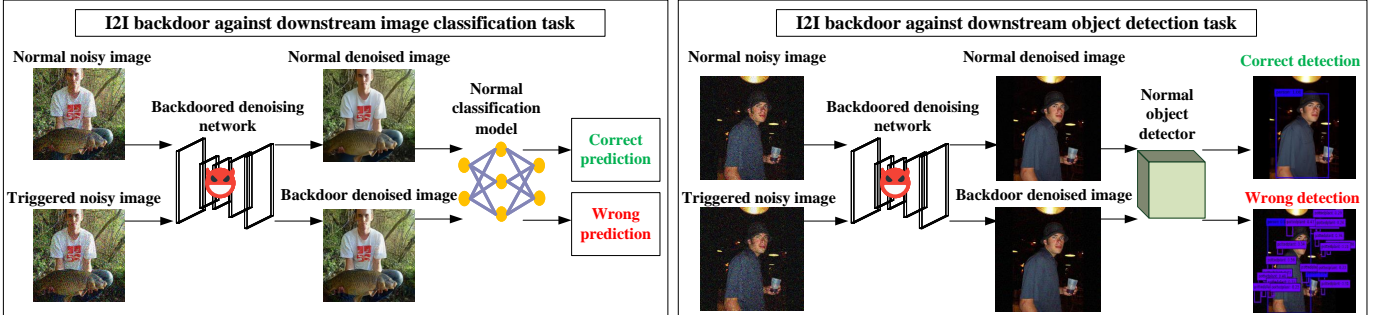 I2I backdoor against downstream image classification task
Normal noisy image
Normal denoised image
Backdoored denoising
network
Normal
classification
model
Correct
prediction
Triggered noisy image
Backdoor denoised image
Wrong
prediction
I2I backdoor against downstream object detection task
Normal noisy image
Normal denoised image
Correct detection
Backdoored denoising
network
Normal
object
detector
Triggered noisy image
Backdoor denoised image
Wrong detection